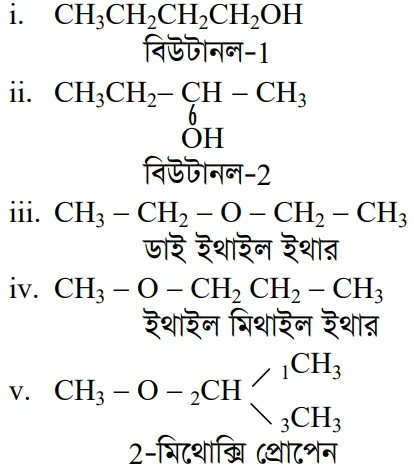 i. CH₃CH₂CH₂CH₂OH
বিউটানল-1
ii. CH₃CH₂– CH – CH₃
OH
বিউটানল-2
iii. CH₃ – CH₂ – O – CH₂ – CH₃
ডাই ইথাইল ইথার
iv. CH₃ – O – CH₂ CH₂ – CH₃
ইথাইল মিথাইল ইথার
₁CH₃
v. CH₃ – O – ₂CH
₃CH₃
2-মিথোক্সি প্রোপেন